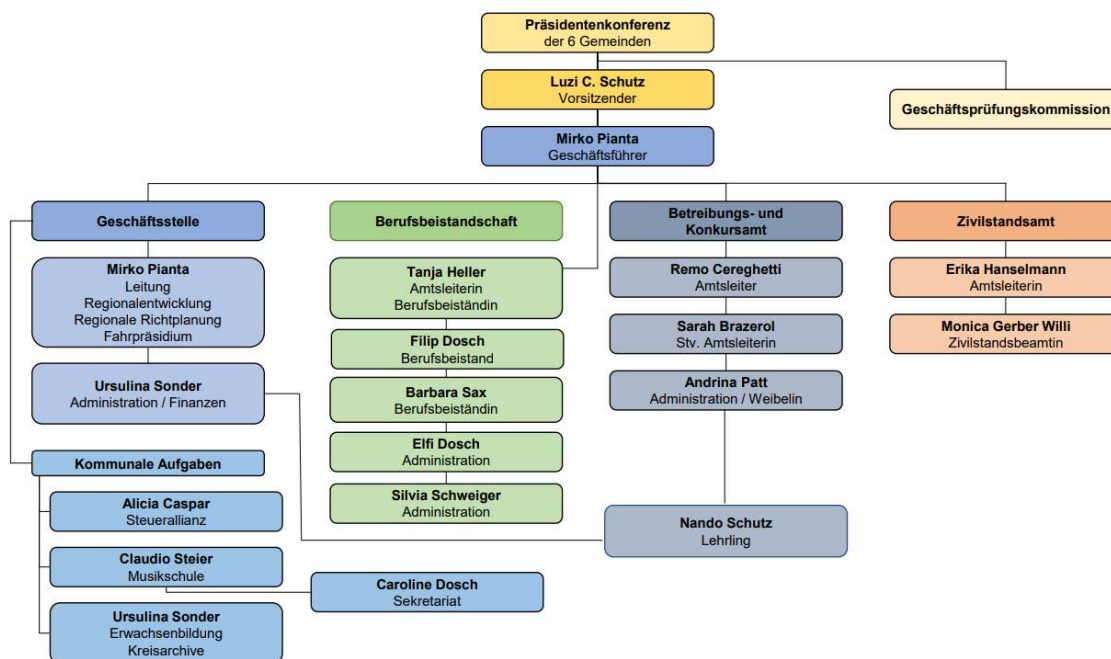 Präsidentenkonferenz
der 6 Gemeinden
Luzi C. Schutz
Vorsitzender
Geschäftsprüfungskommission
Mirko Pianta
Geschäftsführer
Geschäftsstelle
Mirko Pianta
Leitung
Regionalentwicklung
Regionale Richtplanung
Fahrpräsidium
Ursulina Sonder
Administration / Finanzen
Kommunale Aufgaben
Alicia Caspar
Steuerallianz
Claudio Steier
Musikschule
Caroline Dosch
Sekretariat
Ursulina Sonder
Erwachsenbildung
Kreisarchive
Berufsbeistandschaft
Tanja Heller
Amtsleiterin
Berufsbeiständin
Filip Dosch
Berufsbeistand
Barbara Sax
Berufsbeiständin
Elfi Dosch
Administration
Silvia Schweiger
Administration
Betreibungs- und
Konkursamt
Remo Cereghetti
Amtsleiter
Sarah Brazerol
Stv. Amtsleiterin
Andrina Patt
Administration / Weibelin
Nando Schutz
Lehrling
Zivilstandsamt
Erika Hanselmann
Amtsleiterin
Monica Gerber Willi
Zivilstandsbeamtin